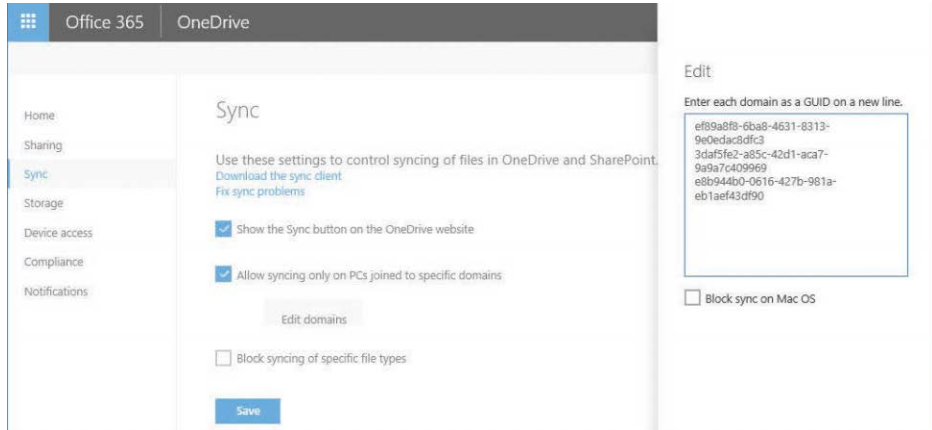 Office 365 OneDrive
Home
Sharing
Sync
Storage
Device access
Compliance
Notifications
Sync
Use these settings to control syncing of files in OneDrive and SharePoint.
Download the sync client
Fix sync problems
Show the Sync button on the OneDrive website
Allow syncing only on PCs joined to specific domains
Edit domains
Block syncing of specific file types
Save
Edit
Enter each domain as a GUID on a new line.
ef89a8f8-6ba8-4631-8313-
9e0edac8dfc3
3daf5fe2-a85c-42d1-aca7-
9a9a7c409969
e8b944b0-0616-427b-981a-
eb1aef43df90
Block sync on Mac OS